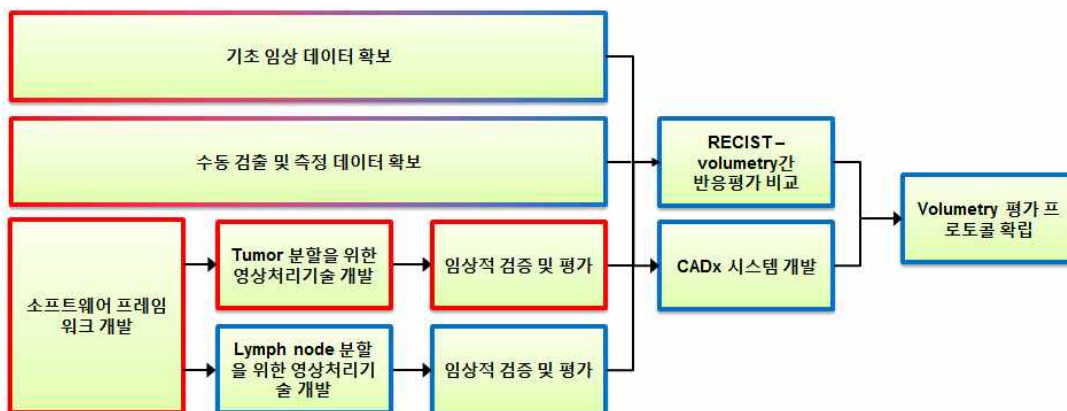 기초 임상 데이터 확보
수동 검출 및 측정 데이터 확보
RECIST –
volumetry간
반응평가 비교
Volumetry 평가 프
로토콜 확립
소프트웨어 프레임
워크 개발
Tumor 분할을 위한
영상처리기술 개발
임상적 검증 및 평가
CADx 시스템 개발
Lymph node 분할
을 위한 영상처리기
술 개발
임상적 검증 및 평가